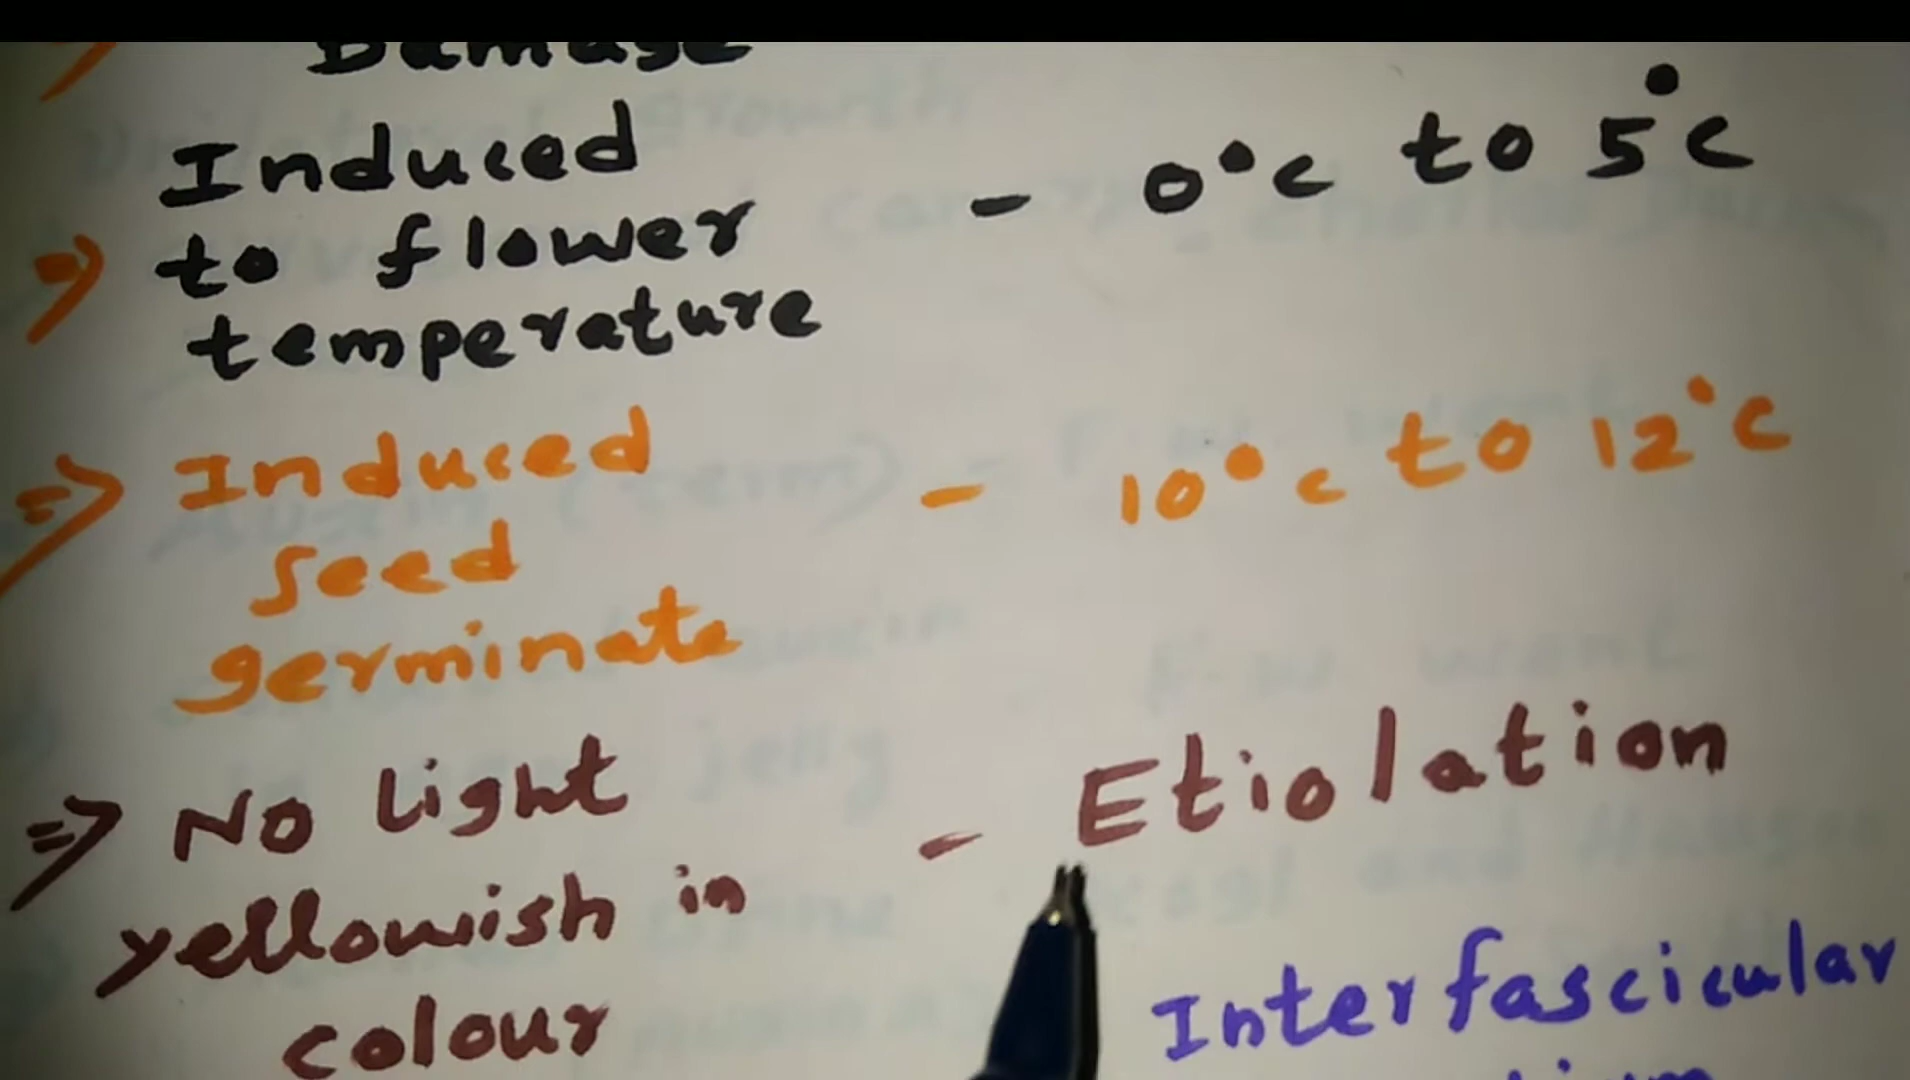 Damage
Induced
to flower - 0°c to 5°c
temperature
=> Induced - 10°c to 12°c
seed
germinate
=> No light - Etiolation
yellowish in
colour
Interfascicular